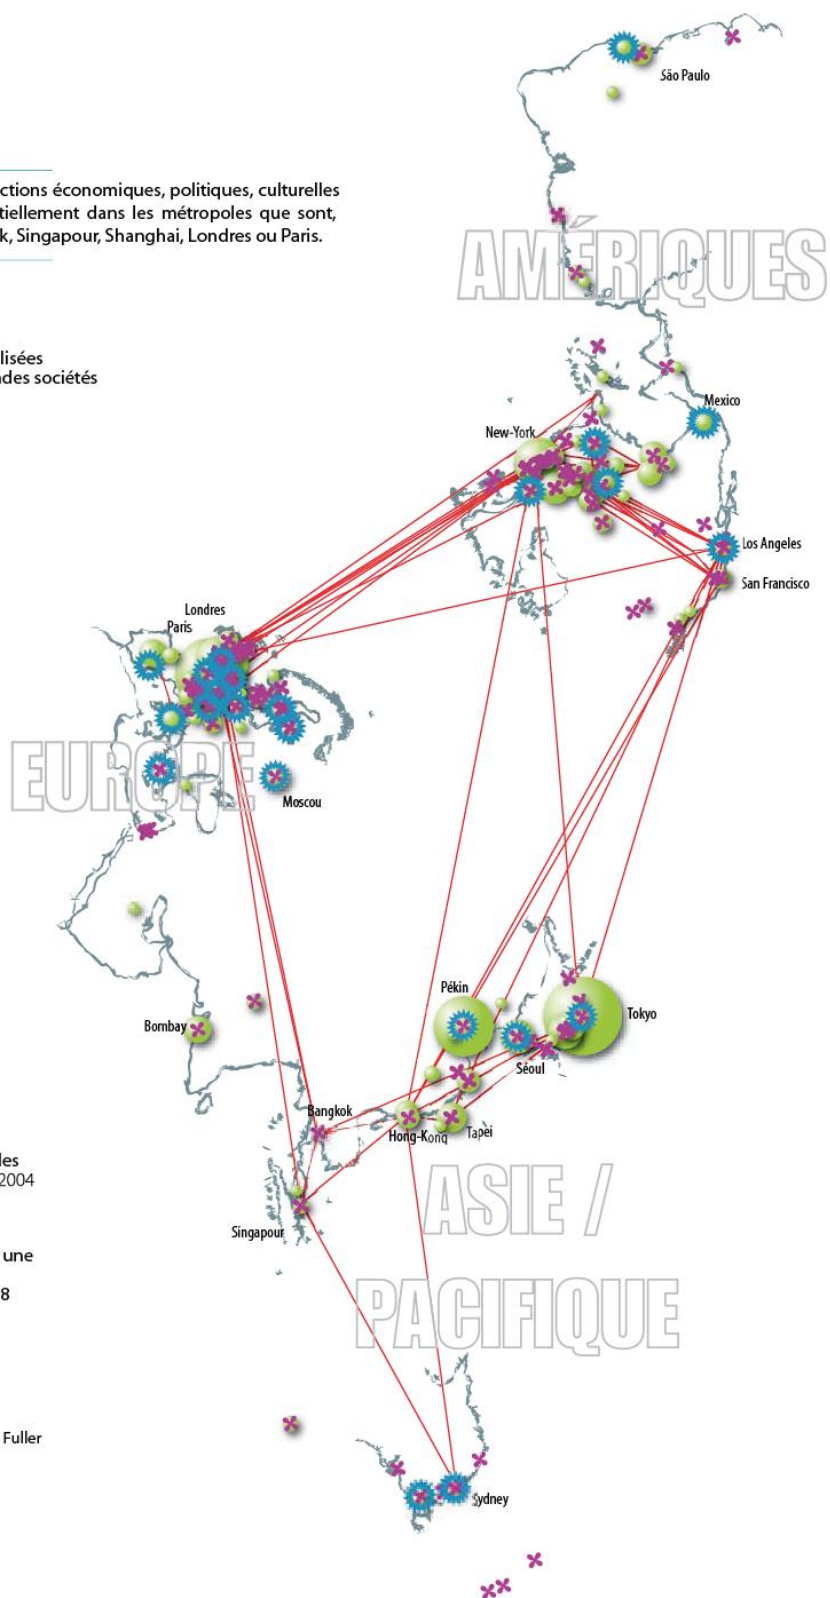 São Paulo
ctions économiques, politiques, culturelles
tiellement dans les métropoles que sont,
k, Singapour, Shanghai, Londres ou Paris.
AMÉRIQUES
lisées
ndes sociétés
Mexico
New-York
Los Angeles
San Francisco
Londres
Paris
EUROPE
Moscou
Pékin
Tokyo
Bombay
Séoul
Bangkok
Hong-Kong
Tapei
les
2004
ASIE /
Singapour
une
8
PACIFIQUE
Fuller
Sydney